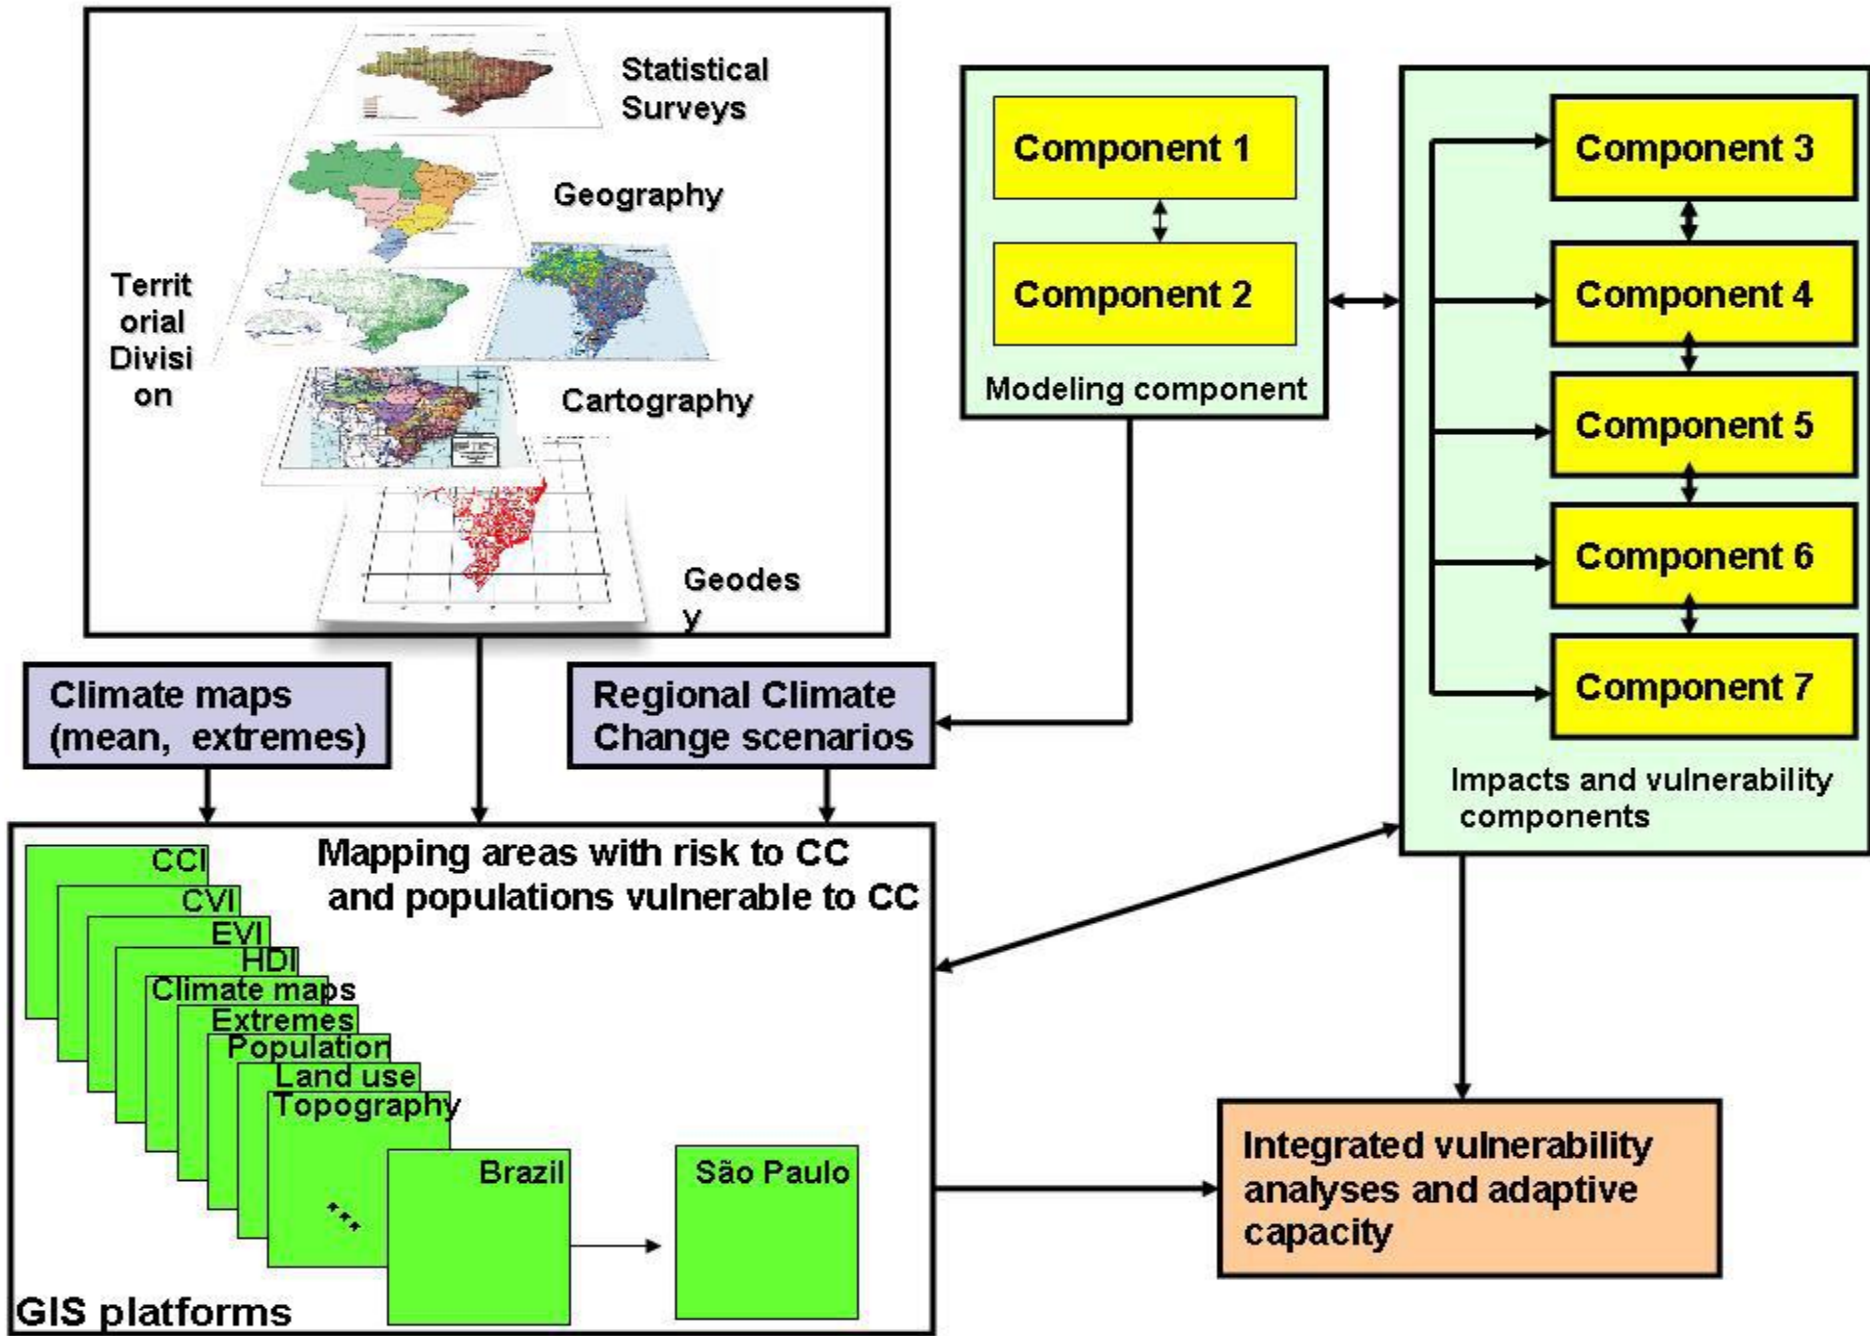 Statistical
Surveys
Geography
Territ
orial
Divisi
on
Cartography
Geodes
y
Component 1
Component 2
Modeling component
Component 3
Component 4
Component 5
Component 6
Component 7
Impacts and vulnerability
components
Climate maps
(mean, extremes)
Regional Climate
Change scenarios
Mapping areas with risk to CC
and populations vulnerable to CC
CCI
CVI
EVI
HDI
Climate maps
Extremes
Population
Land use
Topography
Brazil
São Paulo
GIS platforms
Integrated vulnerability
analyses and adaptive
capacity